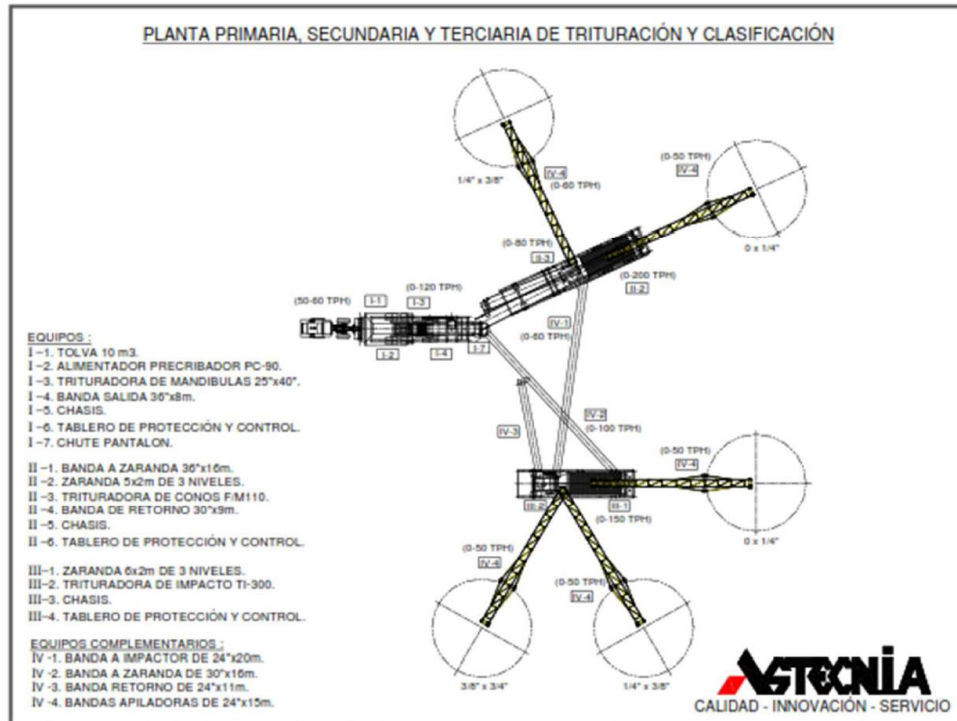 PLANTA PRIMARIA, SECUNDARIA Y TERCIARIA DE TRITURACIÓN Y CLASIFICACIÓN
(0-50 TPH)
IV-4
IV-4
(0-60 TPH)
1/4" x 3/8"
(0-80 TPH)
II-3
0 x 1/4"
(0-200 TPH)
II-2
(0-120 TPH)
(50-60 TPH)
I-1
I-3
IV-1
(0-60 TPH)
I-7
I-2
I-4
EQUIPOS :
I -1. TOLVA 10 m3.
I -2. ALIMENTADOR PRECRIBADOR PC-90.
I -3. TRITURADORA DE MANDIBULAS 25"x40".
I -4. BANDA SALIDA 36"x8m.
I -5. CHASIS.
I -6. TABLERO DE PROTECCIÓN Y CONTROL.
I -7. CHUTE PANTALON.
II -1. BANDA A ZARANDA 36"x16m.
II -2. ZARANDA 5x2m DE 3 NIVELES.
II -3. TRITURADORA DE CONOS F/M110.
II -4. BANDA DE RETORNO 30"x9m.
II -5. CHASIS.
II -6. TABLERO DE PROTECCIÓN Y CONTROL.
III-1. ZARANDA 6x2m DE 3 NIVELES.
III-2. TRITURADORA DE IMPACTO TI-300.
III-3. CHASIS.
III-4. TABLERO DE PROTECCIÓN Y CONTROL.
EQUIPOS COMPLEMENTARIOS :
IV -1. BANDA A IMPACTOR DE 24"x20m.
IV -2. BANDA A ZARANDA DE 30"x16m.
IV -3. BANDA RETORNO DE 24"x11m.
IV -4. BANDAS APILADORAS DE 24"x15m.
IV-2
(0-100 TPH)
IV-3
(0-50 TPH)
IV-4
III-2
III-1
(0-150 TPH)
0 x 1/4"
(0-50 TPH)
IV-4
(0-50 TPH)
IV-4
3/8" x 3/4"
1/4" x 3/8"
ASTECNIA
CALIDAD - INNOVACIÓN - SERVICIO